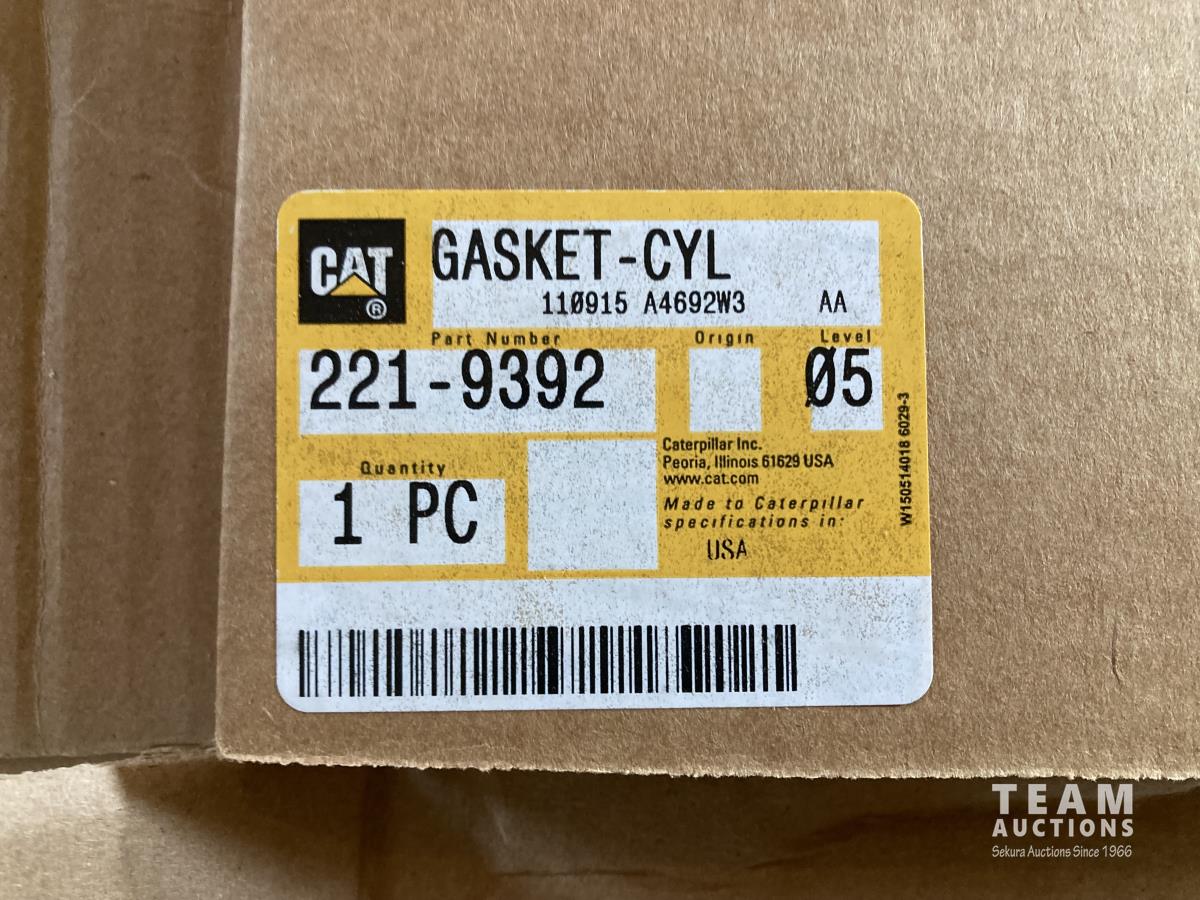 CAT
®
GASKET-CYL
110915 A4692W3 AA
Part Number Origin Level
221-9392 05
Quantity
1 PC
Caterpillar Inc.
Peoria, Illinois 61629 USA
www.cat.com
Made to Caterpillar
specifications in:
USA
W150514018 6029-3
TEAM
AUCTIONS
Sekura Auctions Since 1966